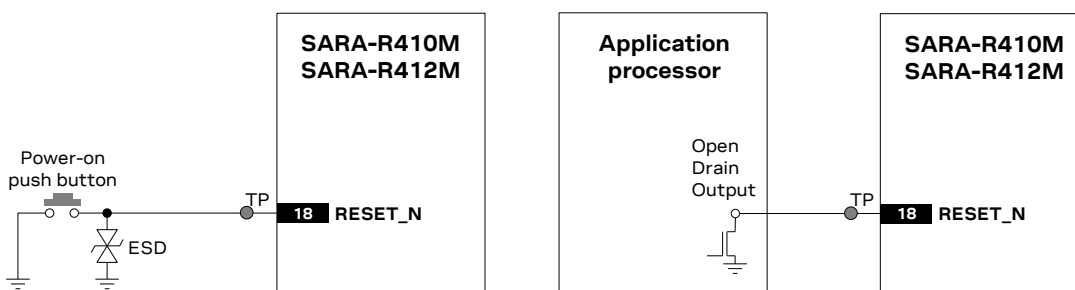 SARA-R410M
SARA-R412M
Power-on
push button
ESD
TP
18 RESET_N
Application
processor
Open
Drain
Output
SARA-R410M
SARA-R412M
TP
18 RESET_N